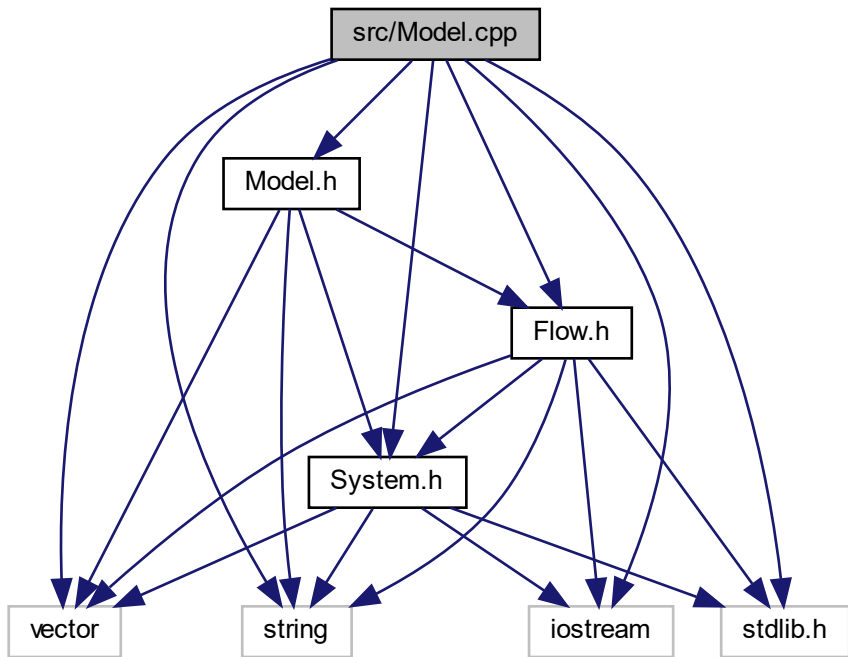 src/Model.cpp
Model.h
Flow.h
System.h
vector
string
iostream
stdlib.h